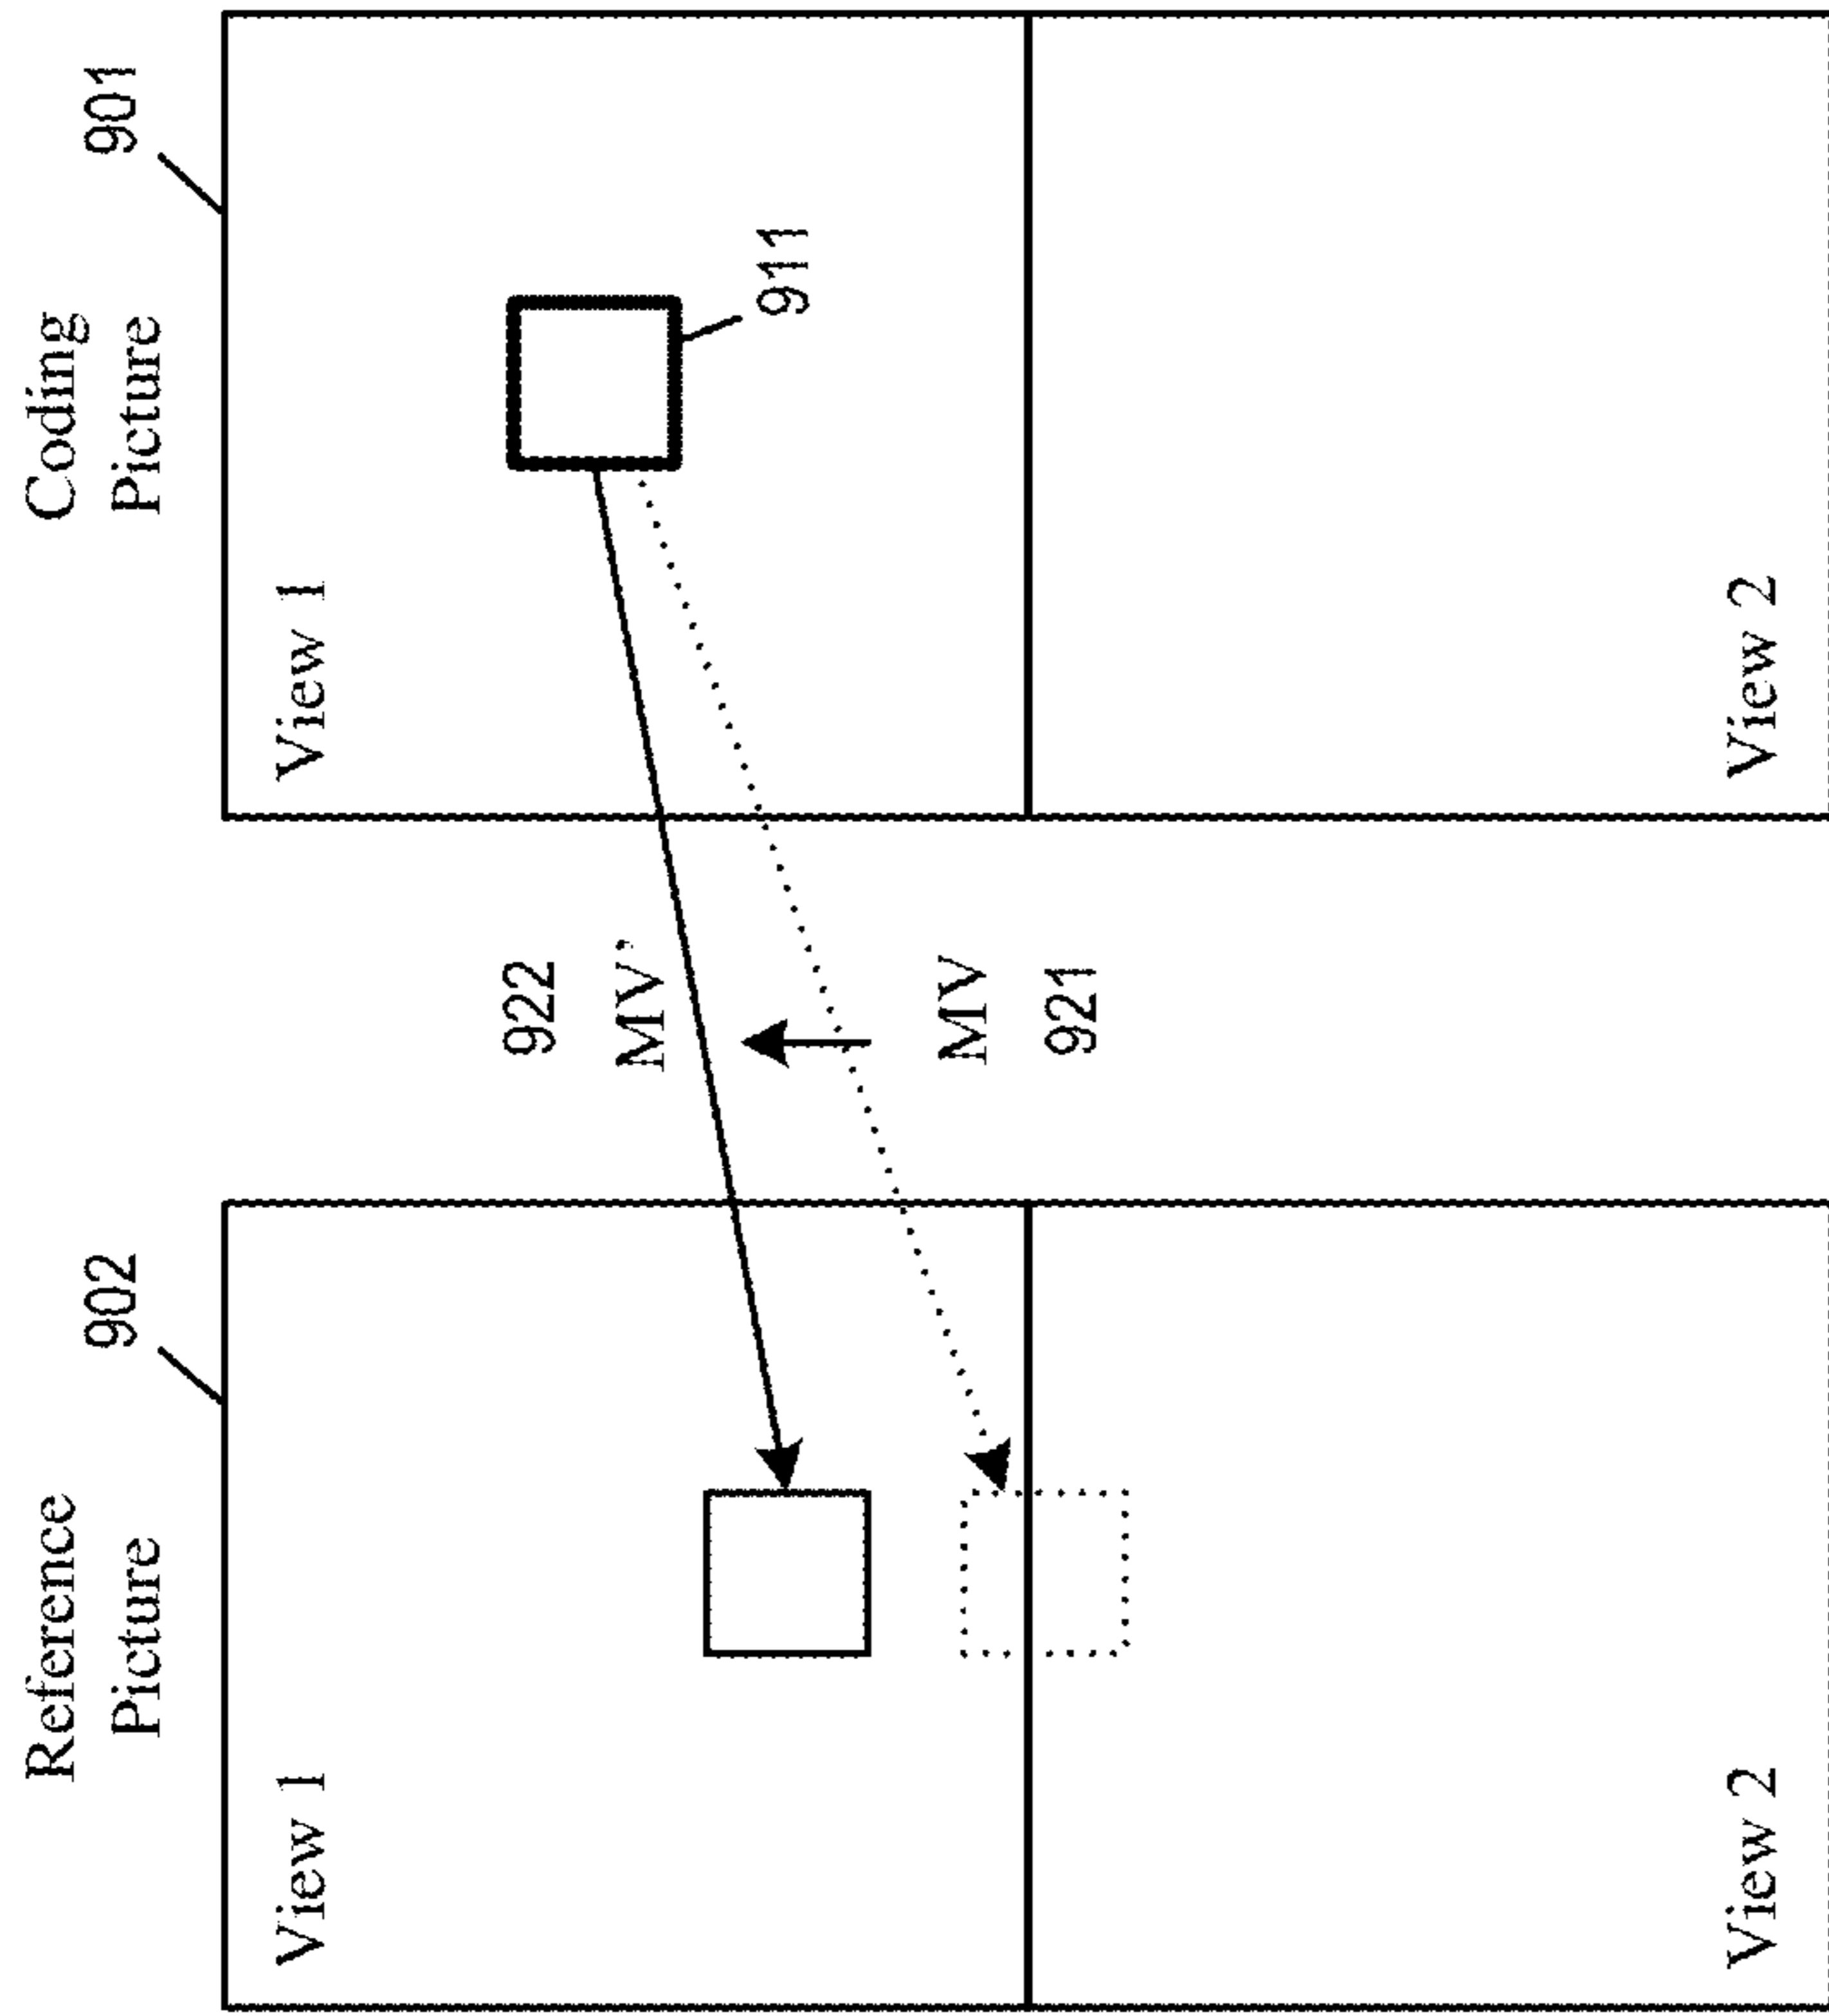 Reference
Picture
902
Coding
Picture
901
View 1
View 1
922
MV'
911
MV
921
View 2
View 2